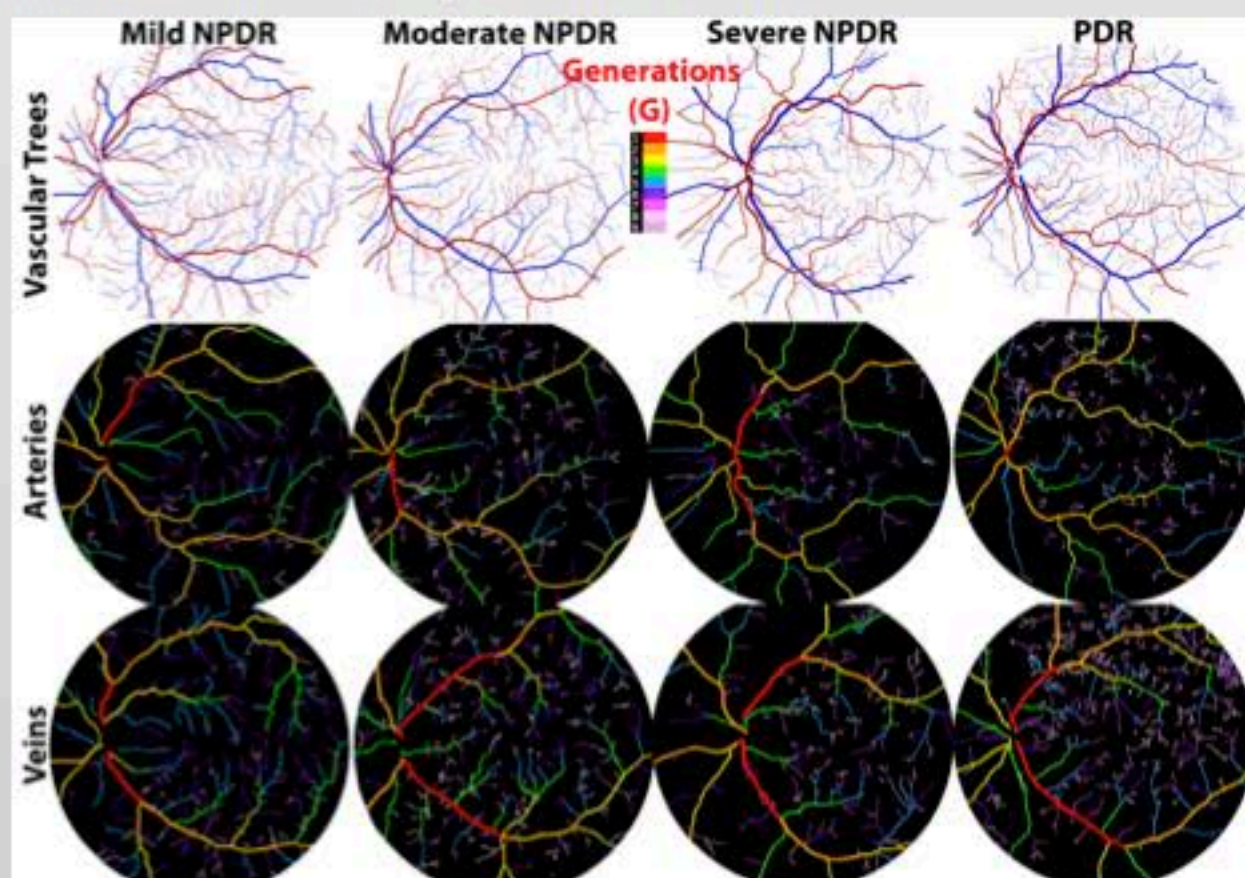 Mild NPDR
Moderate NPDR
Severe NPDR
PDR
Generations
(G)
Vascular Trees
Arteries
Veins